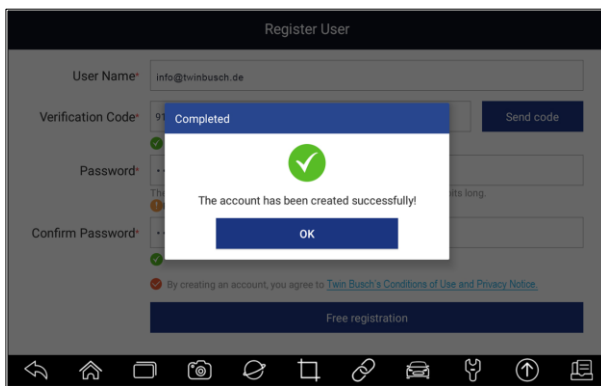 Register User
User Name*
info@twinbusch.de
Verification Code*
91
Send code
Completed
Password*
The
its long.
The account has been created successfully!
OK
Confirm Password*
By creating an account, you agree to Twin Busch's Conditions of Use and Privacy Notice.
Free registration